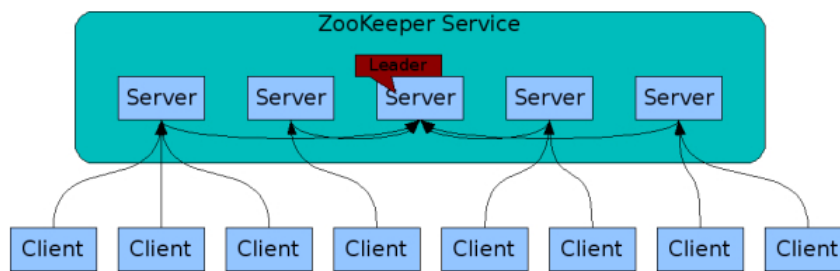 ZooKeeper Service
Leader
Server Server Server Server Server
Client Client Client Client Client Client Client Client